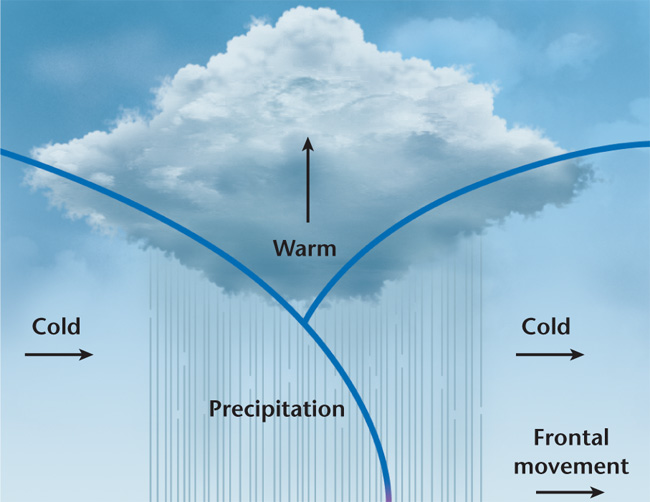 Warm
Cold
Cold
Precipitation
Frontal
movement